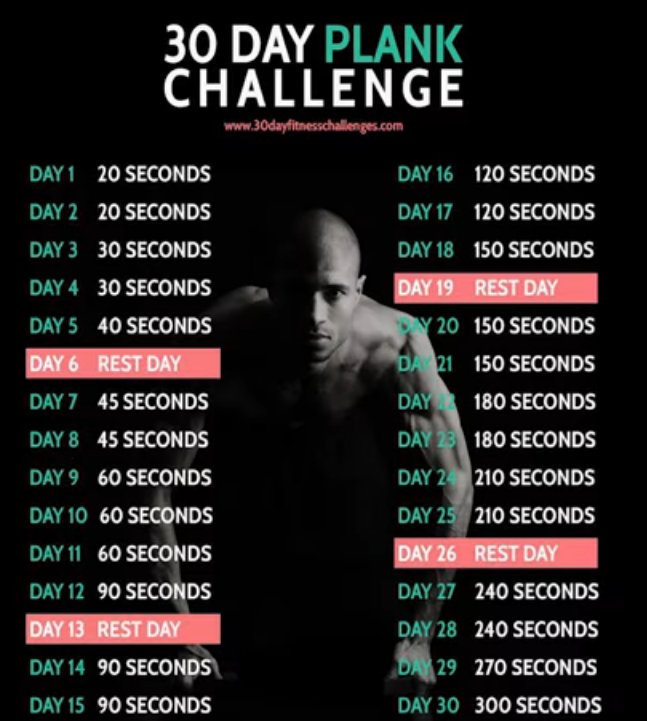 30 DAY PLANK
CHALLENGE
www.30dayfitnesschallenges.com
DAY 1 20 SECONDS
DAY 2 20 SECONDS
DAY 3 30 SECONDS
DAY 4 30 SECONDS
DAY 5 40 SECONDS
DAY 6 REST DAY
DAY 7 45 SECONDS
DAY 8 45 SECONDS
DAY 9 60 SECONDS
DAY 10 60 SECONDS
DAY 11 60 SECONDS
DAY 12 90 SECONDS
DAY 13 REST DAY
DAY 14 90 SECONDS
DAY 15 90 SECONDS
DAY 16 120 SECONDS
DAY 17 120 SECONDS
DAY 18 150 SECONDS
DAY 19 REST DAY
DAY 20 150 SECONDS
DAY 21 150 SECONDS
DAY 22 180 SECONDS
DAY 23 180 SECONDS
DAY 24 210 SECONDS
DAY 25 210 SECONDS
DAY 26 REST DAY
DAY 27 240 SECONDS
DAY 28 240 SECONDS
DAY 29 270 SECONDS
DAY 30 300 SECONDS